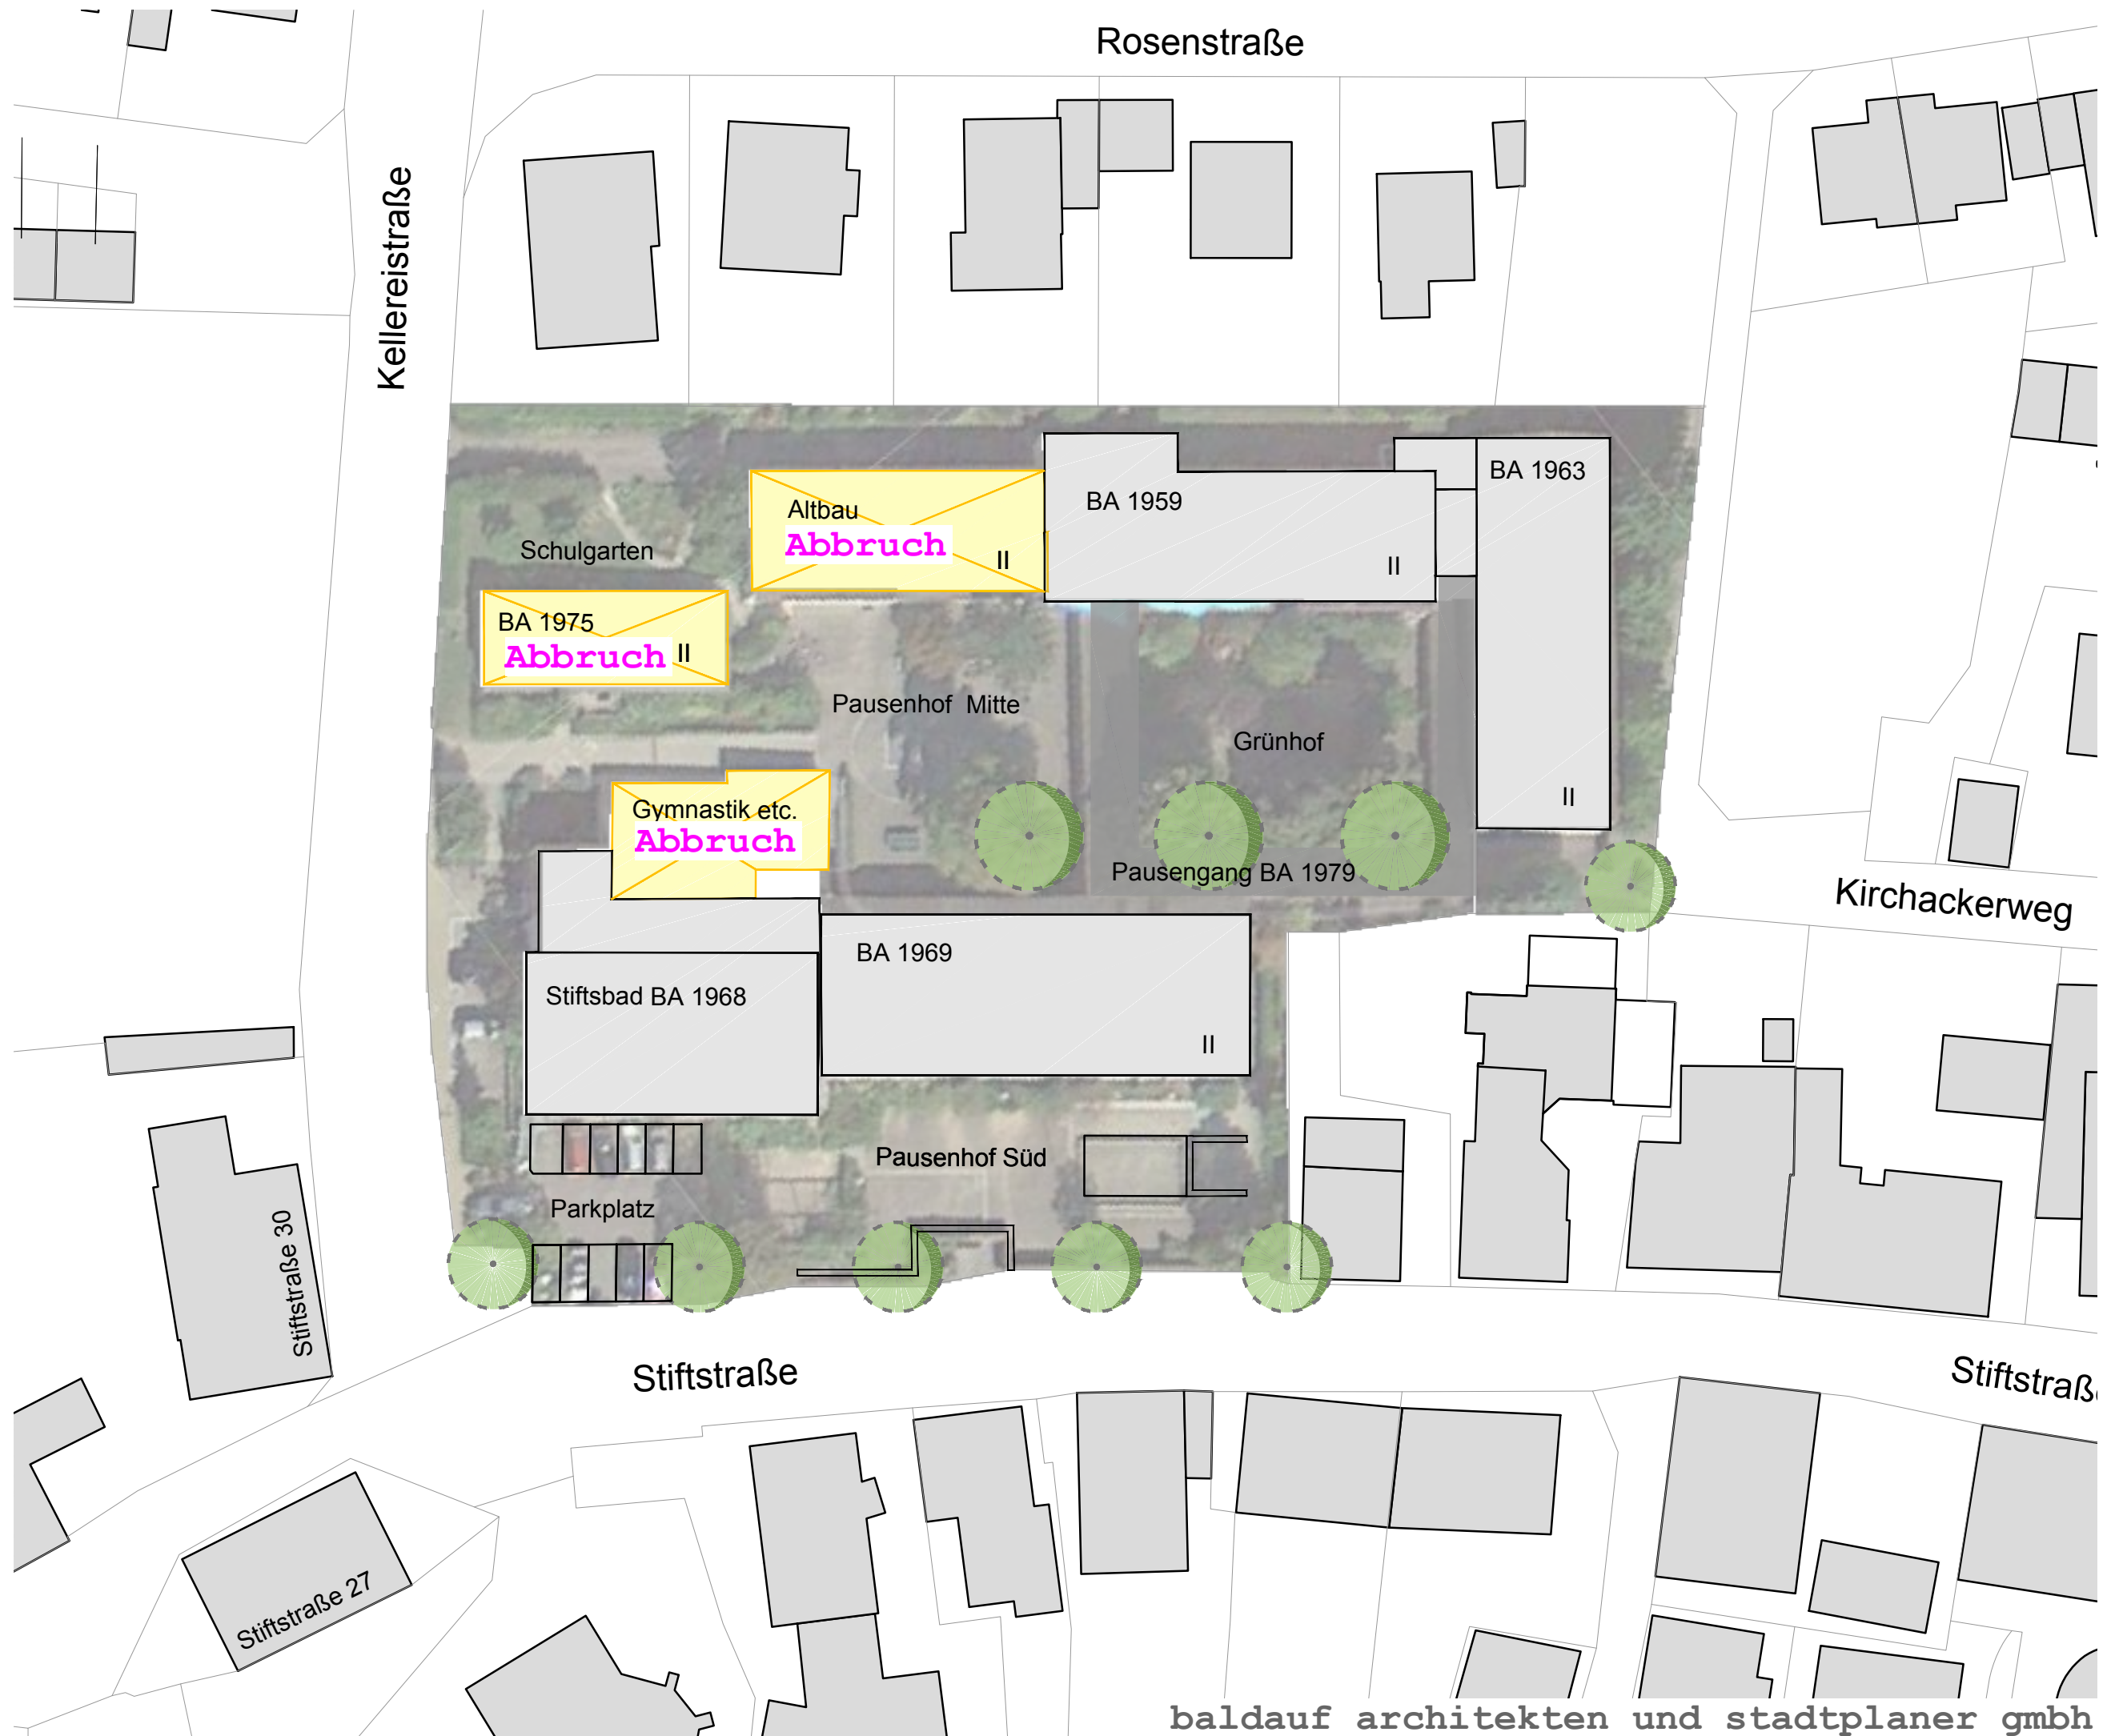 Rosenstraße
Kellereistraße
BA 1963
BA 1959
Altbau
Abbruch
II
II
Schulgarten
BA 1975
Abbruch II
Pausenhof Mitte
Grünhof
II
Gymnastik etc.
Abbruch
Pausengang BA 1979
Kirchackerweg
BA 1969
Stiftsbad BA 1968
II
Pausenhof Süd
Parkplatz
Stiftstraße 30
Stiftstraße
Stiftstraß
Stiftstraße 27
baldauf architekten und stadtplaner gmbh